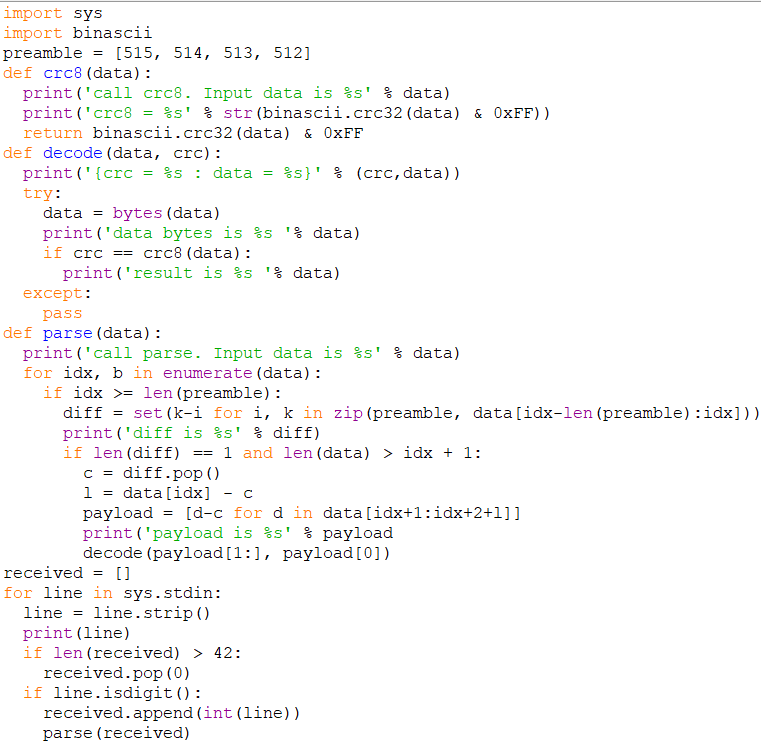 import sys
import binascii
preamble = [515, 514, 513, 512]
def crc8(data):
  print('call crc8. Input data is %s' % data)
  print('crc8 = %s' % str(binascii.crc32(data) & 0xFF))
  return binascii.crc32(data) & 0xFF
def decode(data, crc):
  print('{crc = %s : data = %s}' % (crc,data))
  try:
    data = bytes(data)
    print('data bytes is %s '% data)
    if crc == crc8(data):
      print('result is %s '% data)
  except:
    pass
def parse(data):
  print('call parse. Input data is %s' % data)
  for idx, b in enumerate(data):
    if idx >= len(preamble):
      diff = set(k-i for i, k in zip(preamble, data[idx-len(preamble):idx]))
      print('diff is %s' % diff)
      if len(diff) == 1 and len(data) > idx + 1:
        c = diff.pop()
        l = data[idx] - c
        payload = [d-c for d in data[idx+1:idx+2+l]]
        print('payload is %s' % payload
        decode(payload[1:], payload[0])
received = []
for line in sys.stdin:
  line = line.strip()
  print(line)
  if len(received) > 42:
    received.pop(0)
  if line.isdigit():
    received.append(int(line))
    parse(received)